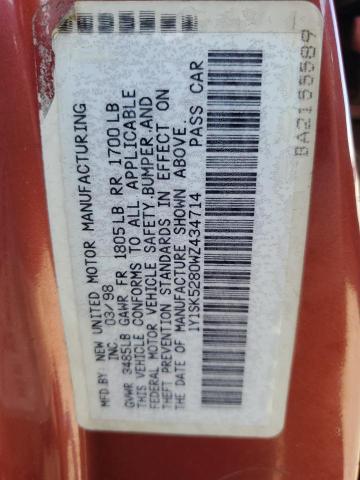 MFD BY NEW UNITED MOTOR MANUFACTURING
INC 03/98
GVWR 3485LB GAWR FR 1805LB RR 1700LB
THIS VEHICLE CONFORMS TO ALL APPLICABLE
FEDERAL MOTOR VEHICLE SAFETY,BUMPER,AND
THEFT PREVENTION STANDARDS IN EFFECT ON
THE DATE OF MANUFACTURE SHOWN ABOVE.
1Y1SK5280WZ434714 PASS CAR
BA2155589